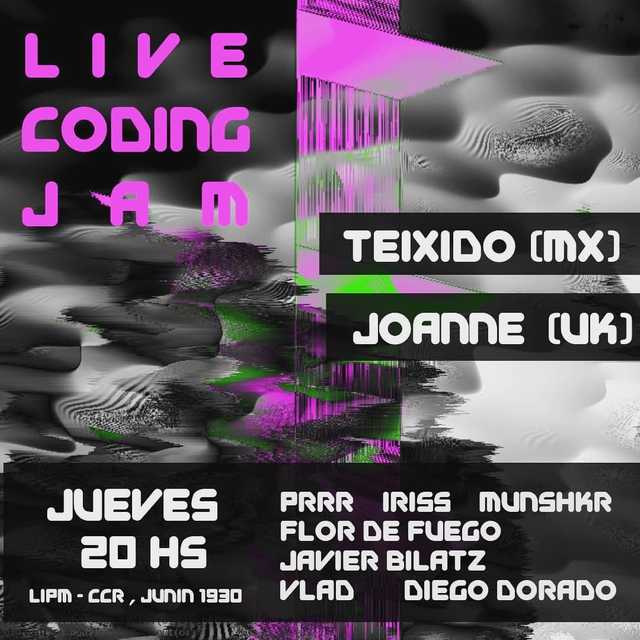 LIVE
CODING
JAM
TEIXIDO (MX)
JOANNE (UK)
JUEVES
20 HS
LIPM - CCR , JUNIN 1930
PRRR IRISS MUNSHKR
FLOR DE FUEGO
JAVIER BILATZ
VLAD DIEGO DORADO